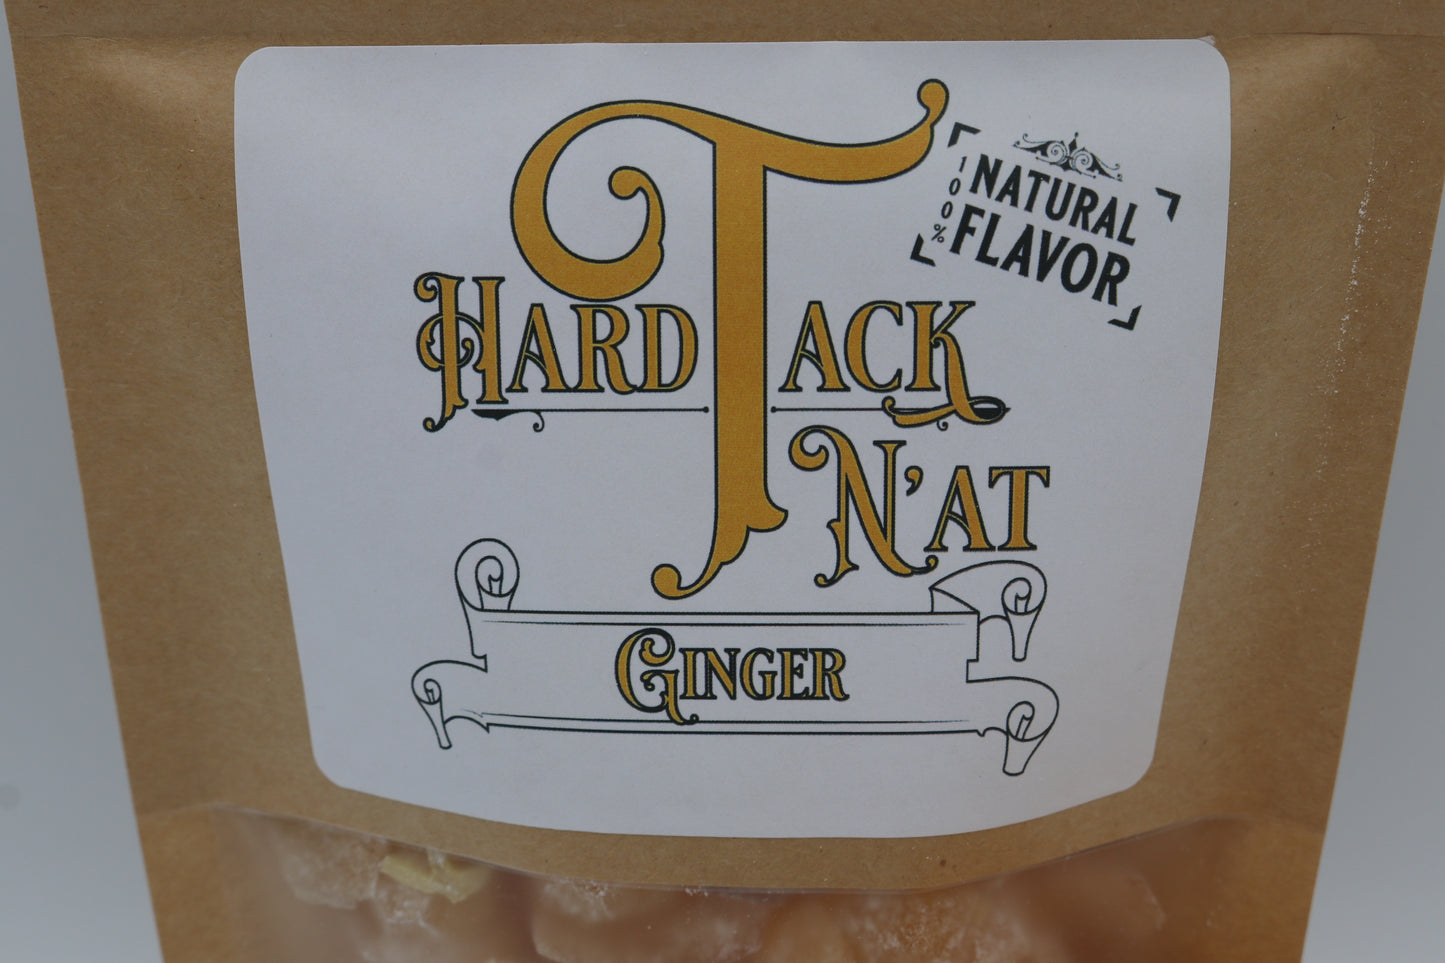 100%
NATURAL
FLAVOR
HARD TACK
N'AT
GINGER